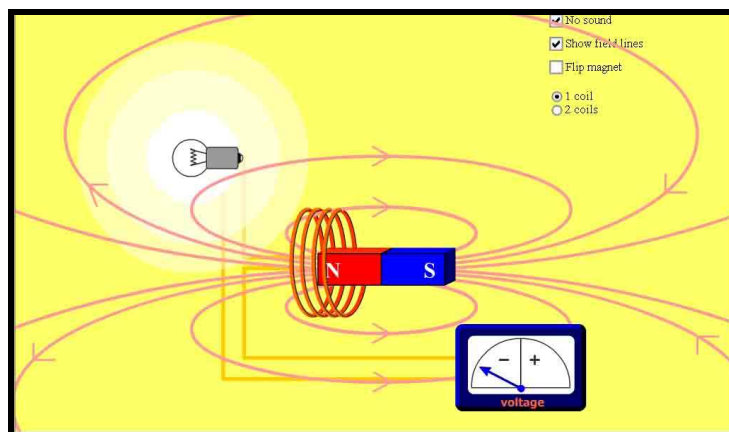 No sound
Show field lines
Flip magnet
1 coil
2 coils
N S
− +
voltage